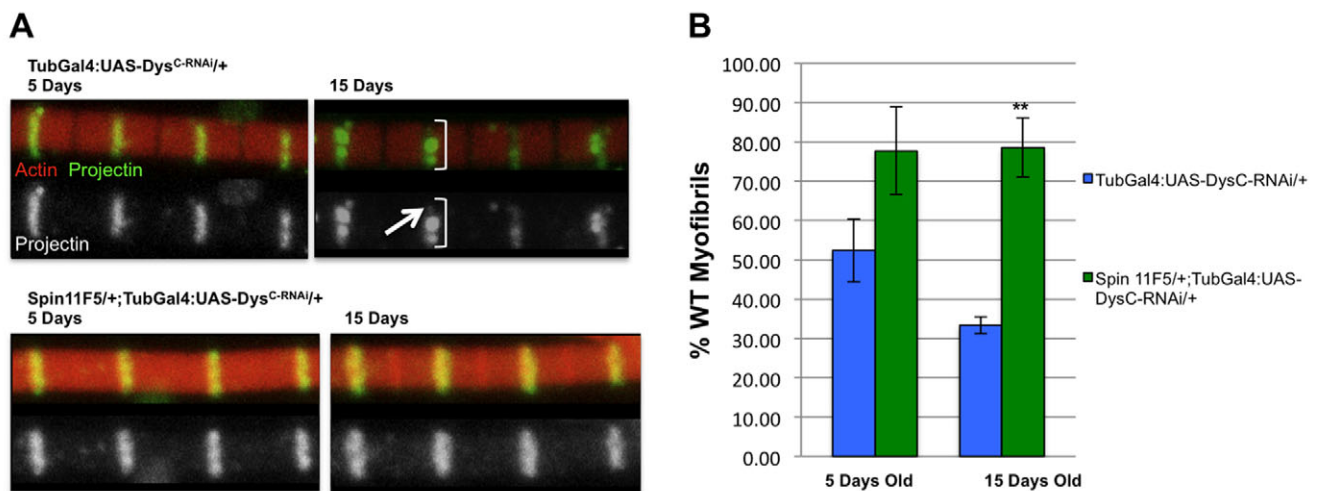 A
TubGal4:UAS-Dys^C-RNAi/+
5 Days
15 Days
Actin Projectin
Projectin
Spin11F5/+;TubGal4:UAS-Dys^C-RNAi/+
5 Days
15 Days
B
% WT Myofibrils
100.00
90.00
80.00
70.00
60.00
50.00
40.00
30.00
20.00
10.00
0.00
**
5 Days Old
15 Days Old
TubGal4:UAS-DysC-RNAi/+
Spin 11F5/+;TubGal4:UAS-
DysC-RNAi/+